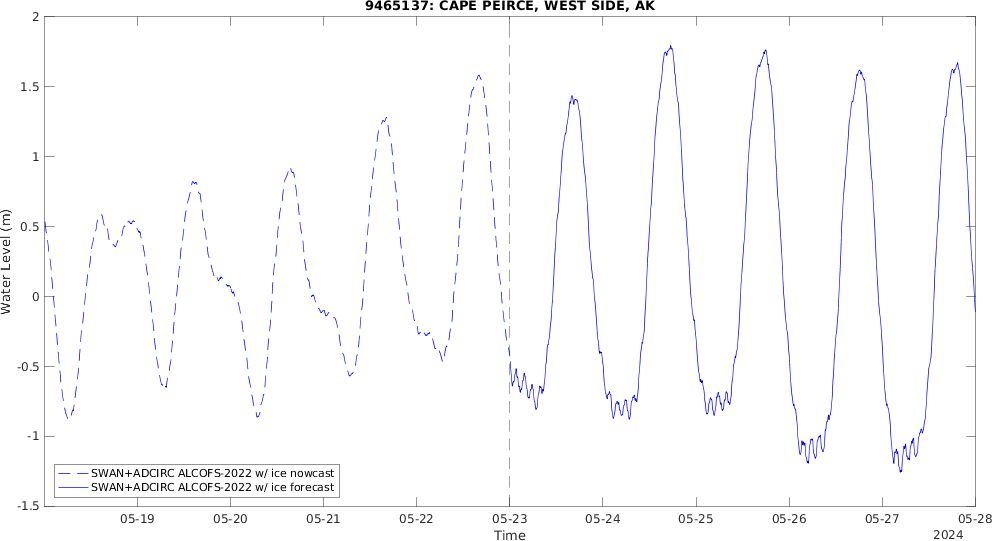 9465137: CAPE PEIRCE, WEST SIDE, AK
2
1.5
1
0.5
0
-0.5
-1
-1.5
Water Level (m)
SWAN+ADCIRC ALCOFS-2022 w/ ice nowcast
SWAN+ADCIRC ALCOFS-2022 w/ ice forecast
05-19 05-20 05-21 05-22 05-23 05-24 05-25 05-26 05-27 05-28
Time
2024